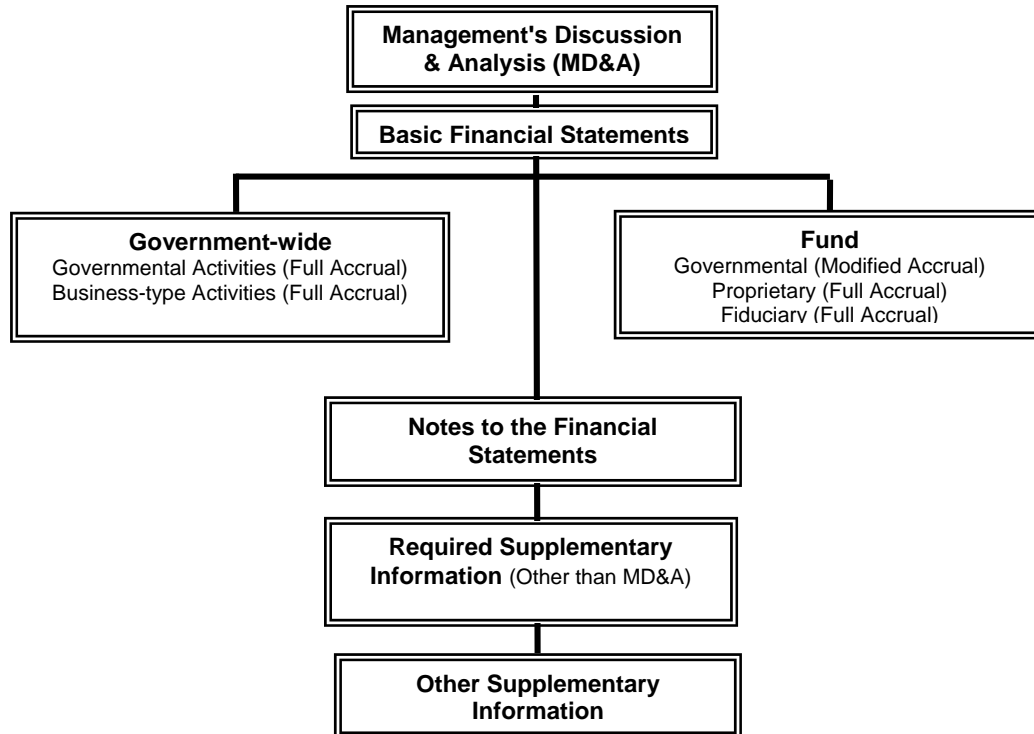 Management's Discussion
& Analysis (MD&A)
Basic Financial Statements
Government-wide
Governmental Activities (Full Accrual)
Business-type Activities (Full Accrual)
Fund
Governmental (Modified Accrual)
Proprietary (Full Accrual)
Fiduciary (Full Accrual)
Notes to the Financial
Statements
Required Supplementary
Information (Other than MD&A)
Other Supplementary
Information